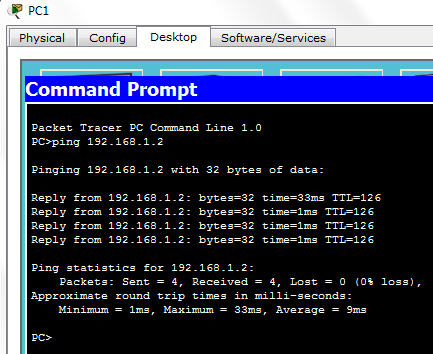 PC1
Physical Config Desktop Software/Services
Command Prompt
Packet Tracer PC Command Line 1.0
PC>ping 192.168.1.2
Pinging 192.168.1.2 with 32 bytes of data:
Reply from 192.168.1.2: bytes=32 time=33ms TTL=126
Reply from 192.168.1.2: bytes=32 time=1ms TTL=126
Reply from 192.168.1.2: bytes=32 time=1ms TTL=126
Reply from 192.168.1.2: bytes=32 time=1ms TTL=126
Ping statistics for 192.168.1.2:
Packets: Sent = 4, Received = 4, Lost = 0 (0% loss),
Approximate round trip times in milli-seconds:
Minimum = 1ms, Maximum = 33ms, Average = 9ms
PC>